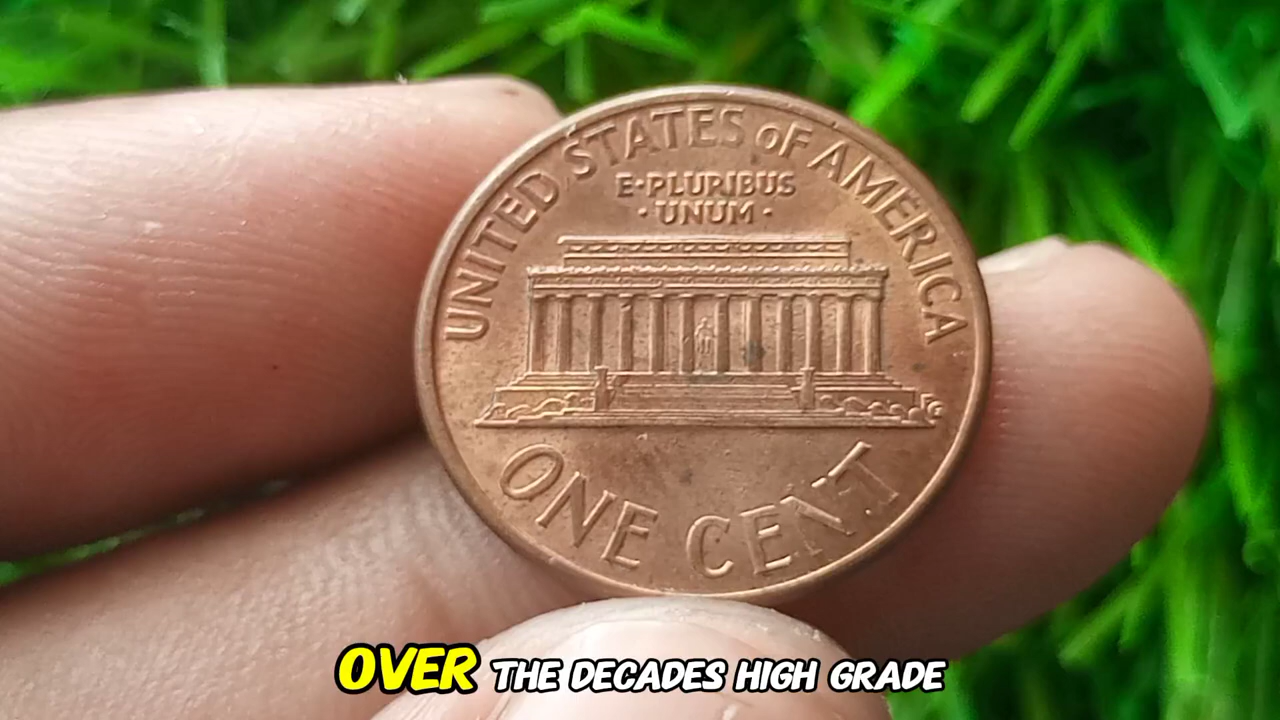 UNITED STATES OF AMERICA
E·PLURIBUS
·UNUM·
ONE CENT
OVER THE DECADES HIGH GRADE